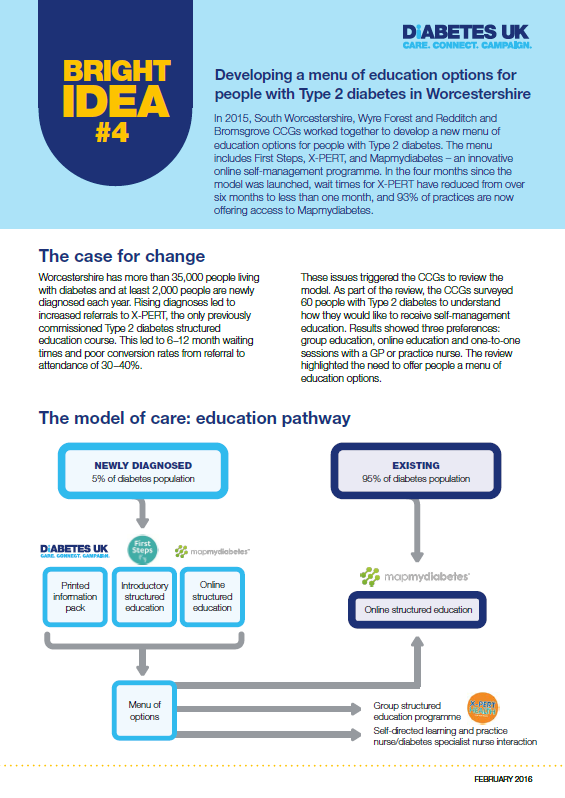 DiABETES UK
CARE. CONNECT. CAMPAIGN.
BRIGHT
IDEA
#4
Developing a menu of education options for
people with Type 2 diabetes in Worcestershire
In 2015, South Worcestershire, Wyre Forest and Redditch and
Bromsgrove CCGs worked together to develop a new menu of
education options for people with Type 2 diabetes. The menu
includes First Steps, X-PERT, and Mapmydiabetes – an innovative
online self-management programme. In the four months since the
model was launched, wait times for X-PERT have reduced from over
six months to less than one month, and 93% of practices are now
offering access to Mapmydiabetes.
The case for change
Worcestershire has more than 35,000 people living
with diabetes and at least 2,000 people are newly
diagnosed each year. Rising diagnoses led to
increased referrals to X-PERT, the only previously
commissioned Type 2 diabetes structured
education course. This led to 6–12 month waiting
times and poor conversion rates from referral to
attendance of 30–40%.
These issues triggered the CCGs to review the
model. As part of the review, the CCGs surveyed
60 people with Type 2 diabetes to understand
how they would like to receive self-management
education. Results showed three preferences:
group education, online education and one-to-one
sessions with a GP or practice nurse. The review
highlighted the need to offer people a menu of
education options.
The model of care: education pathway
NEWLY DIAGNOSED
5% of diabetes population
EXISTING
95% of diabetes population
DiABETES UK
CARE. CONNECT. CAMPAIGN.
First
Steps
mapmydiabetes
Printed
information
pack
Introductory
structured
education
Online
structured
education
mapmydiabetes
Online structured education
Menu of
options
Group structured
education programme
X-PERT
Self-directed learning and practice
nurse/diabetes specialist nurse interaction
FEBRUARY 2016